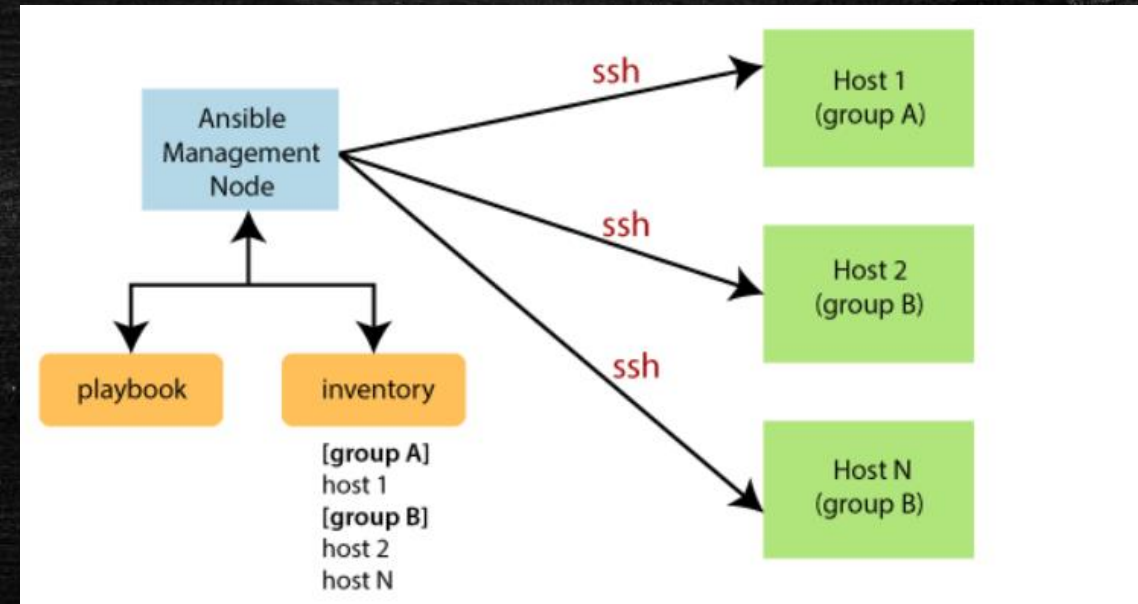 Ansible
Management
Node
ssh
Host 1
(group A)
ssh
Host 2
(group B)
ssh
Host N
(group B)
playbook
inventory
[group A]
host 1
[group B]
host 2
host N